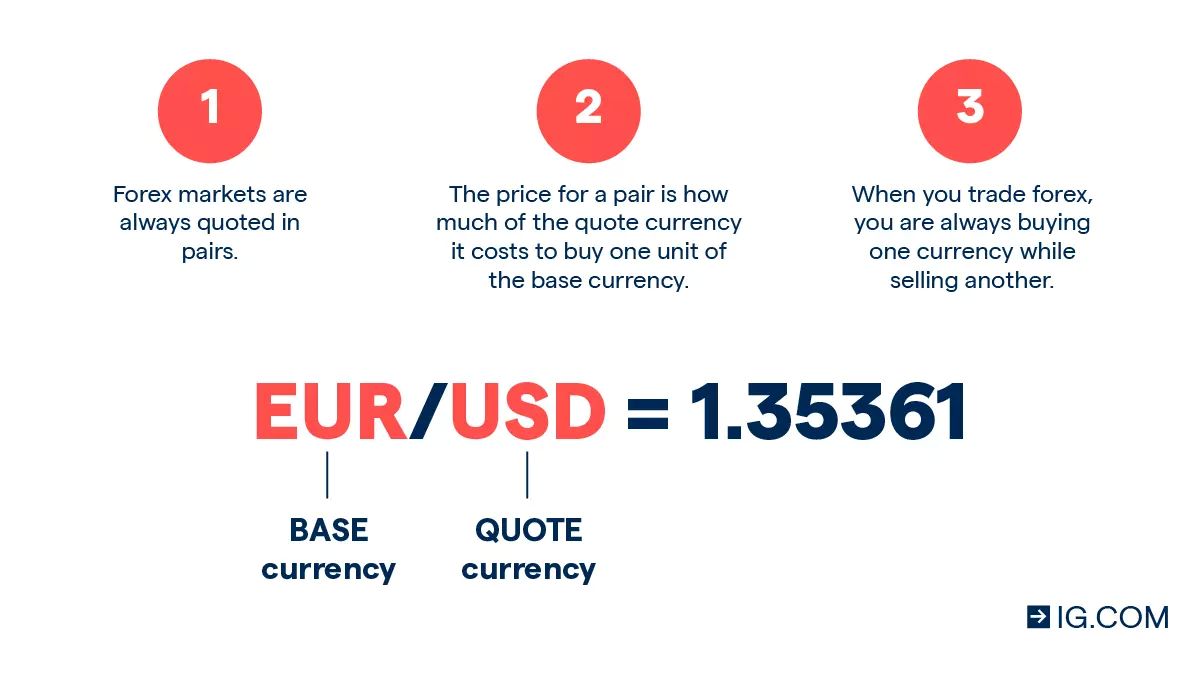 1
Forex markets are
always quoted in
pairs.
2
The price for a pair is how
much of the quote currency
it costs to buy one unit of
the base currency.
3
When you trade forex,
you are always buying
one currency while
selling another.
EUR/USD = 1.35361
BASE
currency
QUOTE
currency
IG.COM